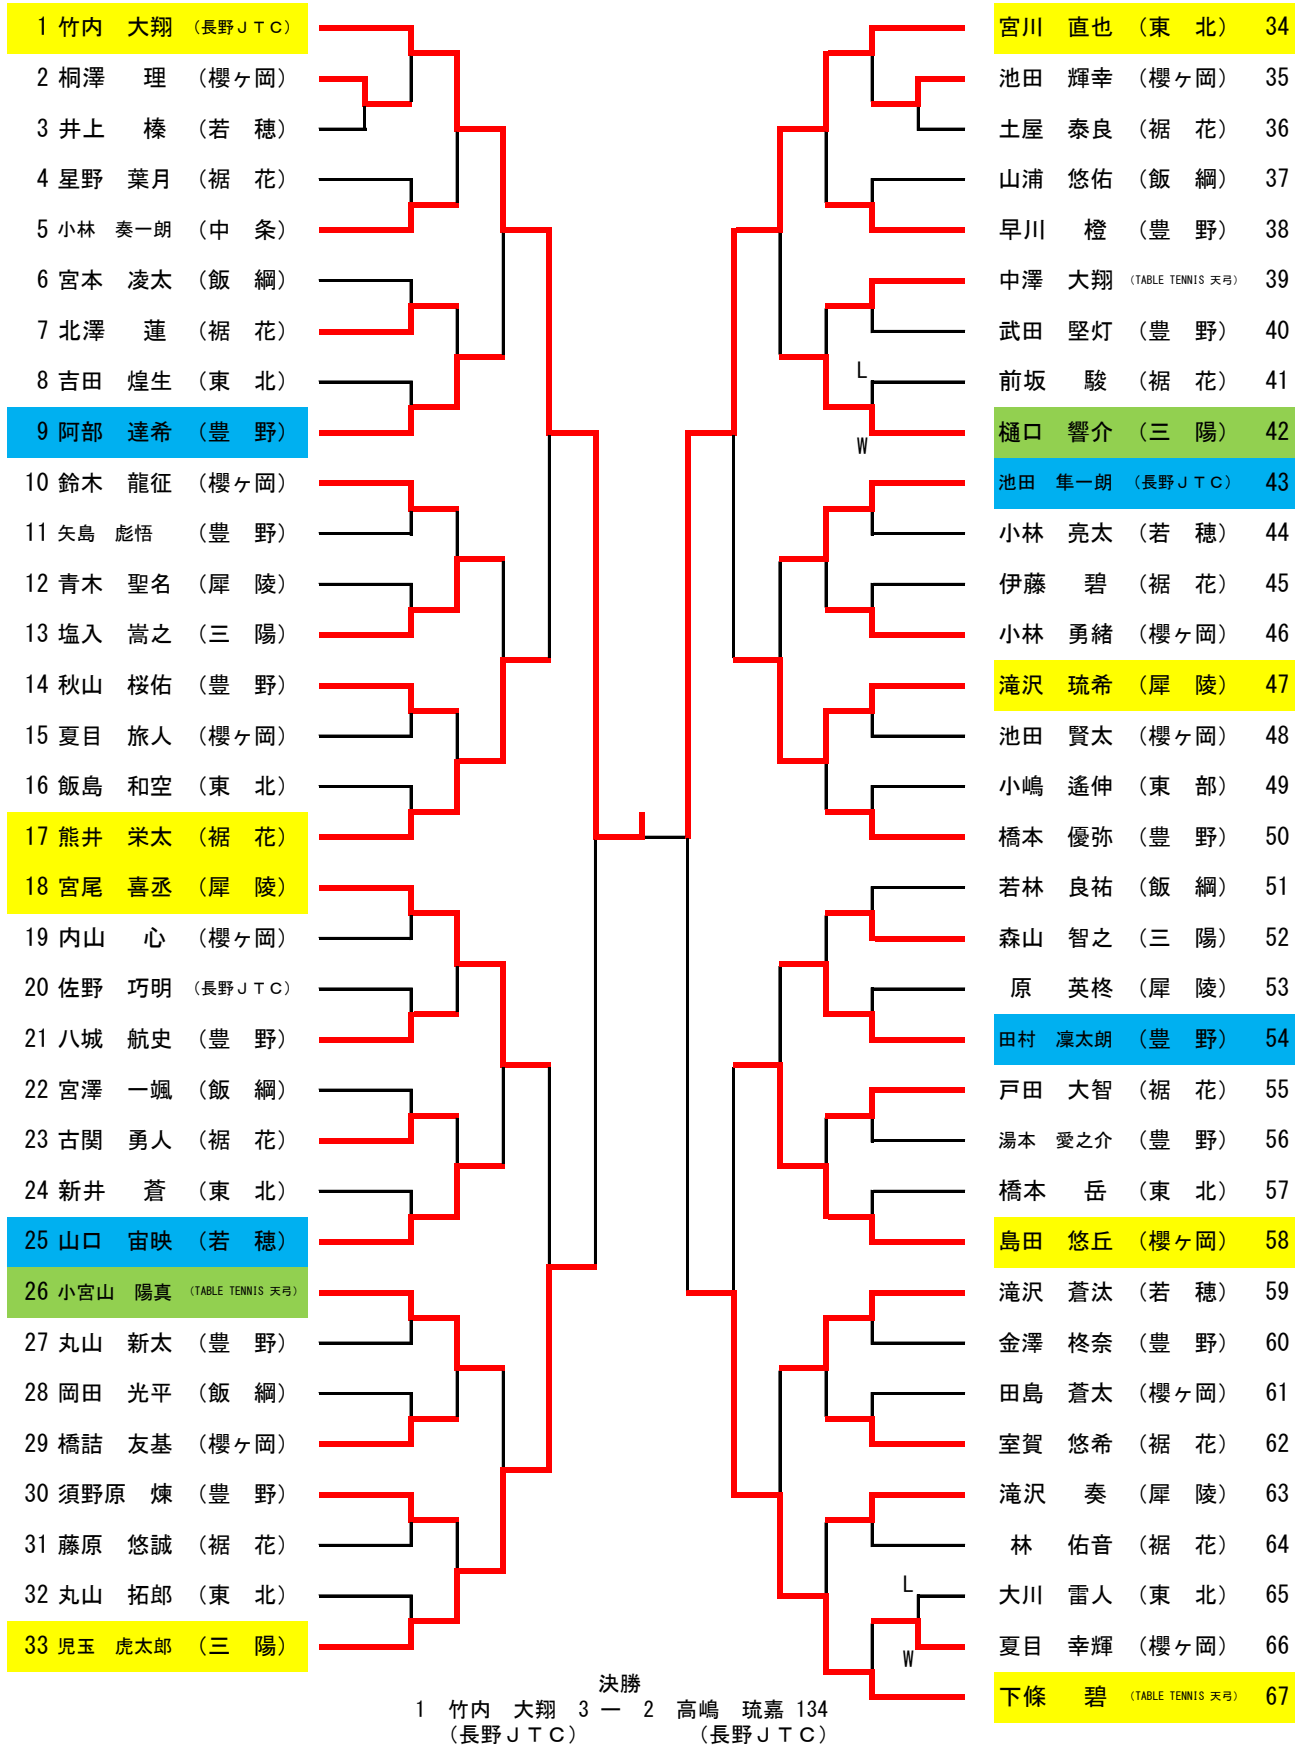 1 竹内 大翔 (長野JTC)
2 桐澤 理 (櫻ヶ岡)
3 井上 榛 (若 穂)
4 星野 葉月 (裾 花)
5 小林 奏一朗 (中 条)
6 宮本 凌太 (飯 綱)
7 北澤 蓮 (裾 花)
8 吉田 煌生 (東 北)
9 阿部 達希 (豊 野)
10 鈴木 龍征 (櫻ヶ岡)
11 矢島 彪悟 (豊 野)
12 青木 聖名 (犀 陵)
13 塩入 嵩之 (三 陽)
14 秋山 桜佑 (豊 野)
15 夏目 旅人 (櫻ヶ岡)
16 飯島 和空 (東 北)
17 熊井 栄太 (裾 花)
18 宮尾 喜丞 (犀 陵)
19 内山 心 (櫻ヶ岡)
20 佐野 巧明 (長野JTC)
21 八城 航史 (豊 野)
22 宮澤 一颯 (飯 綱)
23 古関 勇人 (裾 花)
24 新井 蒼 (東 北)
25 山口 宙映 (若 穂)
26 小宮山 陽真 (TABLE TENNIS 天弓)
27 丸山 新太 (豊 野)
28 岡田 光平 (飯 綱)
29 橋詰 友基 (櫻ヶ岡)
30 須野原 煉 (豊 野)
31 藤原 悠誠 (裾 花)
32 丸山 拓郎 (東 北)
33 児玉 虎太郎 (三 陽)
宮川 直也 (東 北) 34
池田 輝幸 (櫻ヶ岡) 35
土屋 泰良 (裾 花) 36
山浦 悠佑 (飯 綱) 37
早川 橙 (豊 野) 38
中澤 大翔 (TABLE TENNIS 天弓) 39
武田 堅灯 (豊 野) 40
L
前坂 駿 (裾 花) 41
樋口 響介 (三 陽) 42
W
池田 隼一朗 (長野JTC) 43
小林 亮太 (若 穂) 44
伊藤 碧 (裾 花) 45
小林 勇緒 (櫻ヶ岡) 46
滝沢 琉希 (犀 陵) 47
池田 賢太 (櫻ヶ岡) 48
小嶋 遙伸 (東 部) 49
橋本 優弥 (豊 野) 50
若林 良祐 (飯 綱) 51
森山 智之 (三 陽) 52
原 英柊 (犀 陵) 53
田村 凜太朗 (豊 野) 54
戸田 大智 (裾 花) 55
湯本 愛之介 (豊 野) 56
橋本 岳 (東 北) 57
島田 悠丘 (櫻ヶ岡) 58
滝沢 蒼汰 (若 穂) 59
金澤 柊奈 (豊 野) 60
田島 蒼太 (櫻ヶ岡) 61
室賀 悠希 (裾 花) 62
滝沢 奏 (犀 陵) 63
林 佑音 (裾 花) 64
L
大川 雷人 (東 北) 65
夏目 幸輝 (櫻ヶ岡) 66
W
下條 碧 (TABLE TENNIS 天弓) 67
決勝
1 竹内 大翔 3 ー 2 高嶋 琉嘉 134
(長野JTC) (長野JTC)